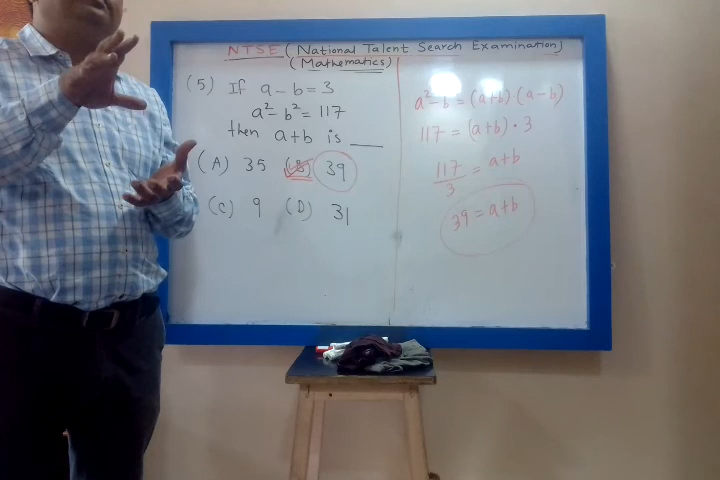 NTSE (National Talent Search Examination)
(Mathematics)
(5) If a - b = 3
a² - b² = 117
then a + b is ___
(A) 35 (B) 39
(C) 9 (D) 31
a² - b = (a+b)·(a-b)
117 = (a+b)·3
117/3 = a+b
39 = a+b